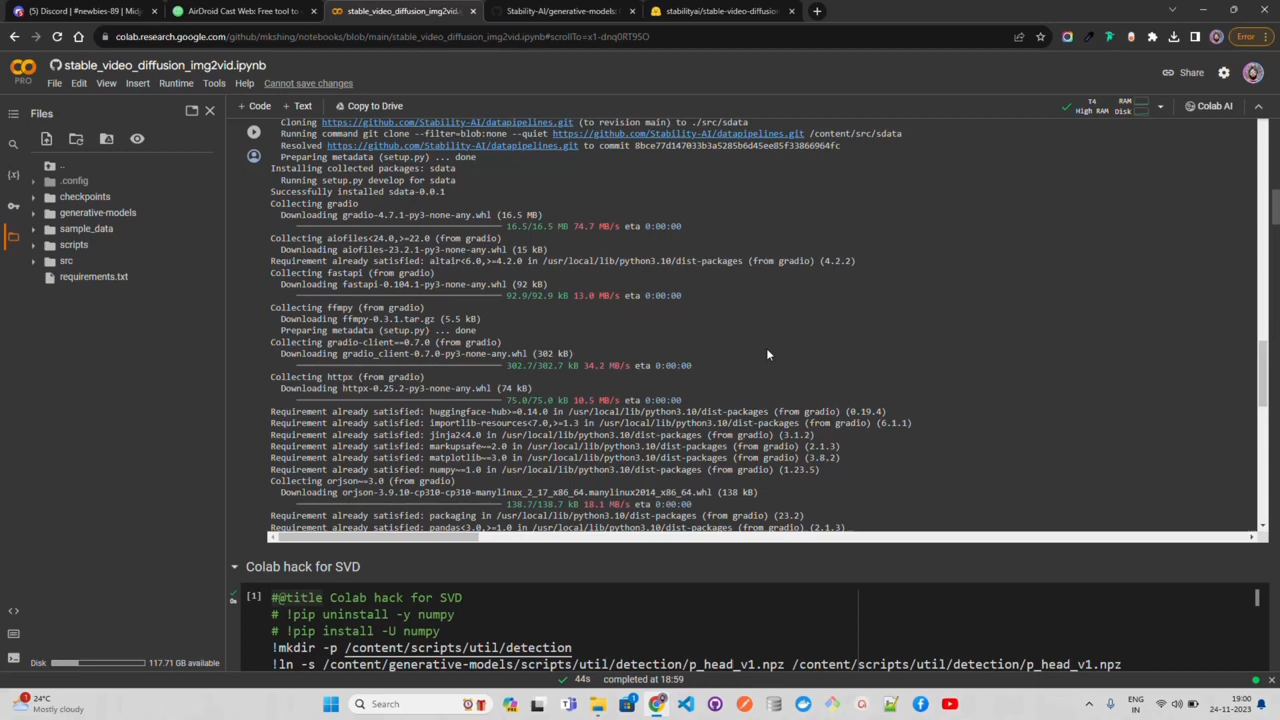 Discord | #newbies-89 | Midj
AirDroid Cast Web: Free tool to
stable_video_diffusion_img2vid.
Stability-AI/generative-models:
stabilityai/stable-video-diffusion
colab.research.google.com/github/mkshing/notebooks/blob/main/stable_video_diffusion_img2vid.ipynb#scrollTo=x1-dnq0RT9SO
Error
PRO
stable_video_diffusion_img2vid.ipynb
File Edit View Insert Runtime Tools Help Cannot save changes
Share
Files
+ Code + Text Copy to Drive
T4
High RAM
RAM
Disk
Colab AI
..
.config
checkpoints
generative-models
sample_data
scripts
src
requirements.txt
Cloning https://github.com/Stability-AI/datapipelines.git (to revision main) to ./src/sdata
Running command git clone --filter=blob:none --quiet https://github.com/Stability-AI/datapipelines.git /content/src/sdata
Resolved https://github.com/Stability-AI/datapipelines.git to commit 8bce77d147033b3a5285b6d45ee85f33866964fc
Preparing metadata (setup.py) ... done
Installing collected packages: sdata
Running setup.py develop for sdata
Successfully installed sdata-0.0.1
Collecting gradio
Downloading gradio-4.7.1-py3-none-any.whl (16.5 MB)
16.5/16.5 MB 74.7 MB/s eta 0:00:00
Collecting aiofiles<24.0,>=22.0 (from gradio)
Downloading aiofiles-23.2.1-py3-none-any.whl (15 kB)
Requirement already satisfied: altair<6.0,>=4.2.0 in /usr/local/lib/python3.10/dist-packages (from gradio) (4.2.2)
Collecting fastapi (from gradio)
Downloading fastapi-0.104.1-py3-none-any.whl (92 kB)
92.9/92.9 kB 13.0 MB/s eta 0:00:00
Collecting ffmpy (from gradio)
Downloading ffmpy-0.3.1.tar.gz (5.5 kB)
Preparing metadata (setup.py) ... done
Collecting gradio-client==0.7.0 (from gradio)
Downloading gradio_client-0.7.0-py3-none-any.whl (302 kB)
302.7/302.7 kB 34.2 MB/s eta 0:00:00
Collecting httpx (from gradio)
Downloading httpx-0.25.2-py3-none-any.whl (74 kB)
75.0/75.0 kB 10.5 MB/s eta 0:00:00
Requirement already satisfied: huggingface-hub>=0.14.0 in /usr/local/lib/python3.10/dist-packages (from gradio) (0.19.4)
Requirement already satisfied: importlib-resources<7.0,>=1.3 in /usr/local/lib/python3.10/dist-packages (from gradio) (6.1.1)
Requirement already satisfied: jinja2<4.0 in /usr/local/lib/python3.10/dist-packages (from gradio) (3.1.2)
Requirement already satisfied: markupsafe~=2.0 in /usr/local/lib/python3.10/dist-packages (from gradio) (2.1.3)
Requirement already satisfied: matplotlib~=3.0 in /usr/local/lib/python3.10/dist-packages (from gradio) (3.8.2)
Requirement already satisfied: numpy~=1.0 in /usr/local/lib/python3.10/dist-packages (from gradio) (1.23.5)
Collecting orjson~=3.0 (from gradio)
Downloading orjson-3.9.10-cp310-cp310-manylinux_2_17_x86_64.manylinux2014_x86_64.whl (138 kB)
138.7/138.7 kB 18.1 MB/s eta 0:00:00
Requirement already satisfied: packaging in /usr/local/lib/python3.10/dist-packages (from gradio) (23.2)
Requirement already satisfied: pandas<3.0,>=1.0 in /usr/local/lib/python3.10/dist-packages (from gradio) (2.1.3)
Colab hack for SVD
[1]
0s
#@title Colab hack for SVD
# !pip uninstall -y numpy
# !pip install -U numpy
!mkdir -p /content/scripts/util/detection
!ln -s /content/generative-models/scripts/util/detection/p_head_v1.npz /content/scripts/util/detection/p_head_v1.npz
Disk 117.71 GB available
44s completed at 18:59
24°C
Mostly cloudy
Search
ENG
IN
19:00
24-11-2023